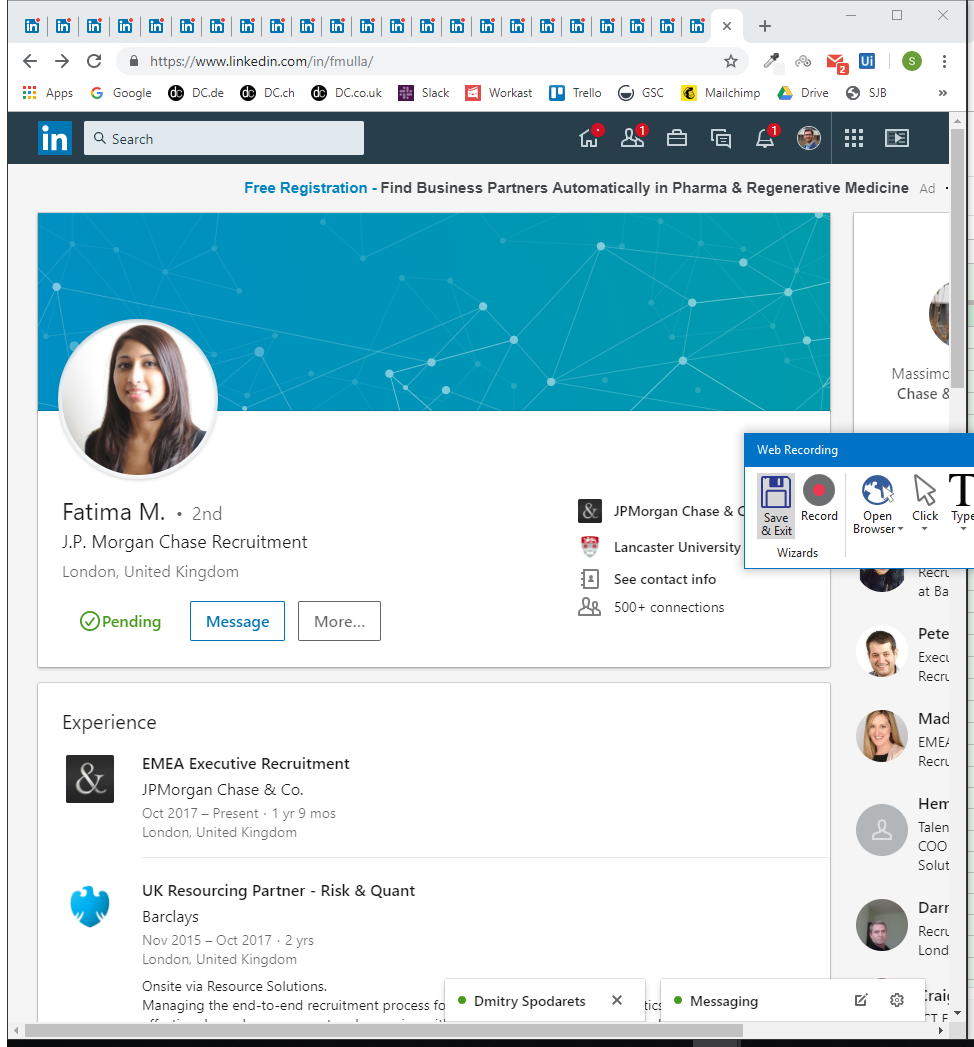 https://www.linkedin.com/in/fmulla/
2
Ui
S
Apps
Google
DC.de
DC.ch
DC.co.uk
Slack
Workast
Trello
GSC
Mailchimp
Drive
SJB
in
Search
1
1
Free Registration - Find Business Partners Automatically in Pharma & Regenerative Medicine
Ad
Massimo
Chase &
Fatima M. • 2nd
J.P. Morgan Chase Recruitment
London, United Kingdom
Pending
Message
More...
JPMorgan Chase & C
Lancaster University
See contact info
500+ connections
Web Recording
Save & Exit
Record
Open Browser
Click
Type
Wizards
Recru
at Ba
Pete
Execu
Recru
Mad
EMEA
Recru
Hem
Talen
COO
Solut
Darr
Recru
Lond
Craig
Experience
EMEA Executive Recruitment
JPMorgan Chase & Co.
Oct 2017 – Present · 1 yr 9 mos
London, United Kingdom
UK Resourcing Partner - Risk & Quant
Barclays
Nov 2015 – Oct 2017 · 2 yrs
London, United Kingdom
Onsite via Resource Solutions.
Managing the end-to-end recruitment process fo
Dmitry Spodarets
Messaging